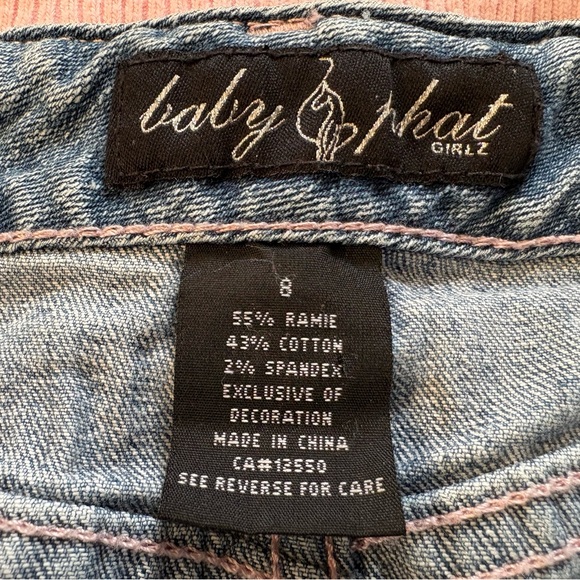 baby phat
GIRLZ
8
55% RAMIE
43% COTTON
2% SPANDEX
EXCLUSIVE OF
DECORATION
MADE IN CHINA
CA#12550
SEE REVERSE FOR CARE